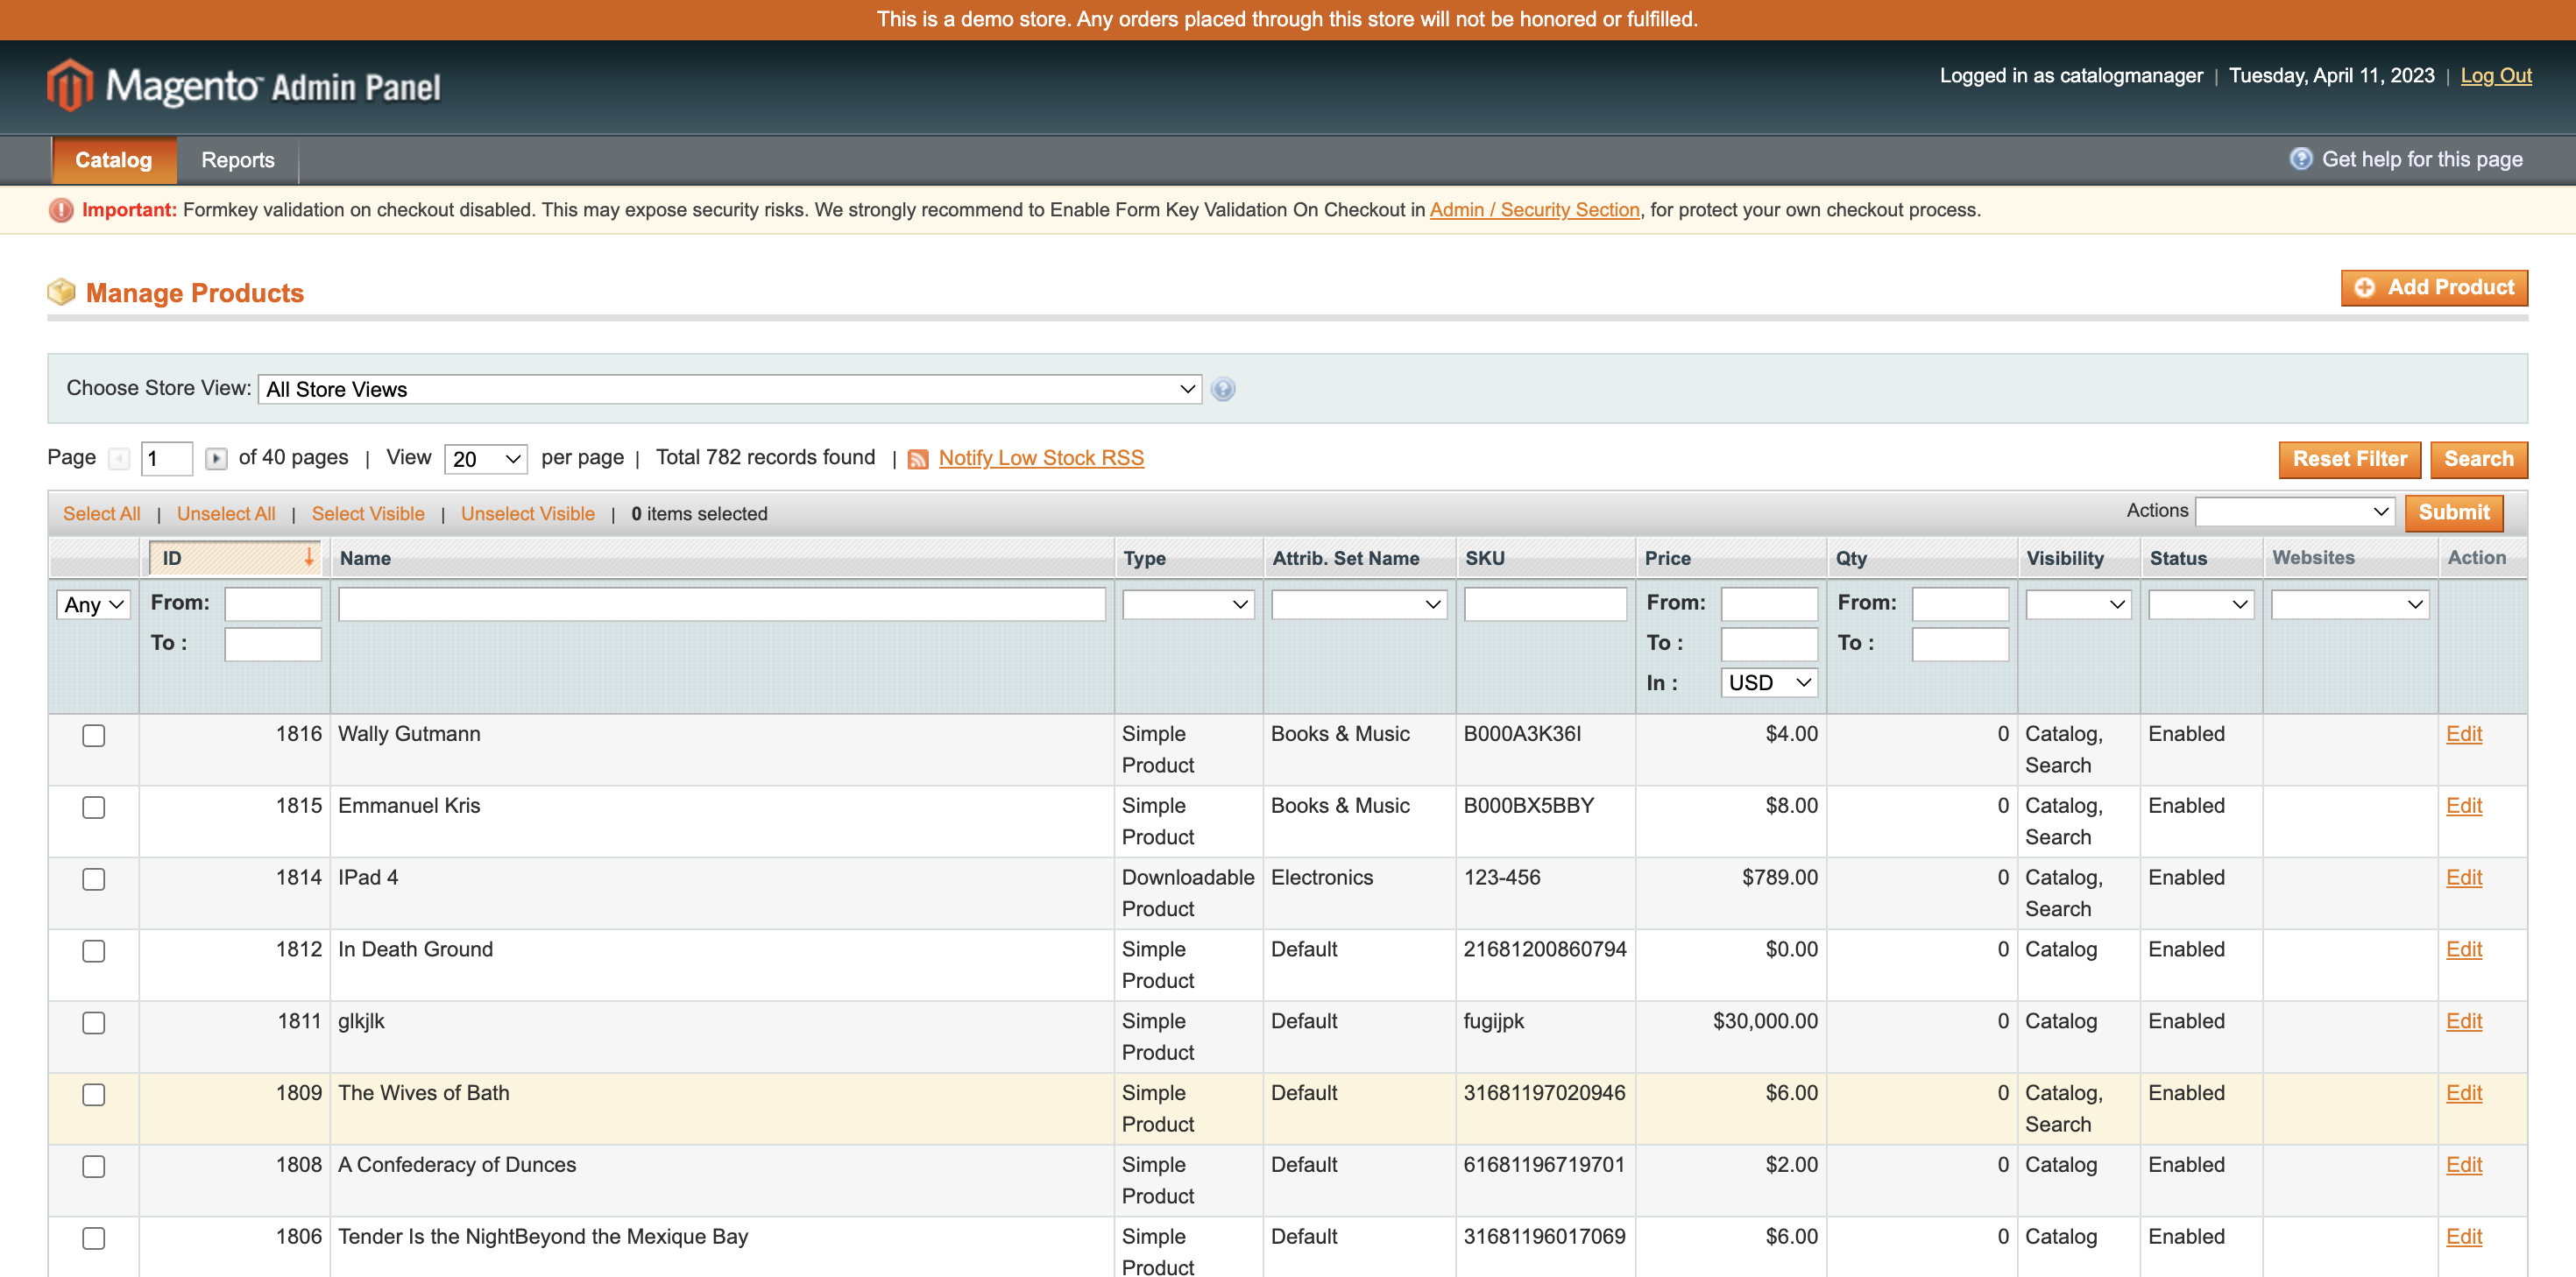 This is a demo store. Any orders placed through this store will not be honored or fulfilled.
Magento™ Admin Panel
Logged in as catalogmanager | Tuesday, April 11, 2023 | Log Out
Catalog Reports Get help for this page
Important: Formkey validation on checkout disabled. This may expose security risks. We strongly recommend to Enable Form Key Validation On Checkout in Admin / Security Section, for protect your own checkout process.
Manage Products Add Product
Choose Store View: All Store Views
Page 1 of 40 pages | View 20 per page | Total 782 records found | Notify Low Stock RSS Reset Filter Search
Select All | Unselect All | Select Visible | Unselect Visible | 0 items selected Actions Submit
ID Name Type Attrib. Set Name SKU Price Qty Visibility Status Websites Action
Any From: From: From:
To : To : To :
In : USD
1816 Wally Gutmann Simple Books & Music B000A3K36I $4.00 0 Catalog, Enabled Edit
Product Search
1815 Emmanuel Kris Simple Books & Music B000BX5BBY $8.00 0 Catalog, Enabled Edit
Product Search
1814 IPad 4 Downloadable Electronics 123-456 $789.00 0 Catalog, Enabled Edit
Product Search
1812 In Death Ground Simple Default 21681200860794 $0.00 0 Catalog Enabled Edit
Product
1811 glkjlk Simple Default fugijpk $30,000.00 0 Catalog Enabled Edit
Product
1809 The Wives of Bath Simple Default 31681197020946 $6.00 0 Catalog, Enabled Edit
Product Search
1808 A Confederacy of Dunces Simple Default 61681196719701 $2.00 0 Catalog Enabled Edit
Product
1806 Tender Is the NightBeyond the Mexique Bay Simple Default 31681196017069 $6.00 0 Catalog Enabled Edit
Product